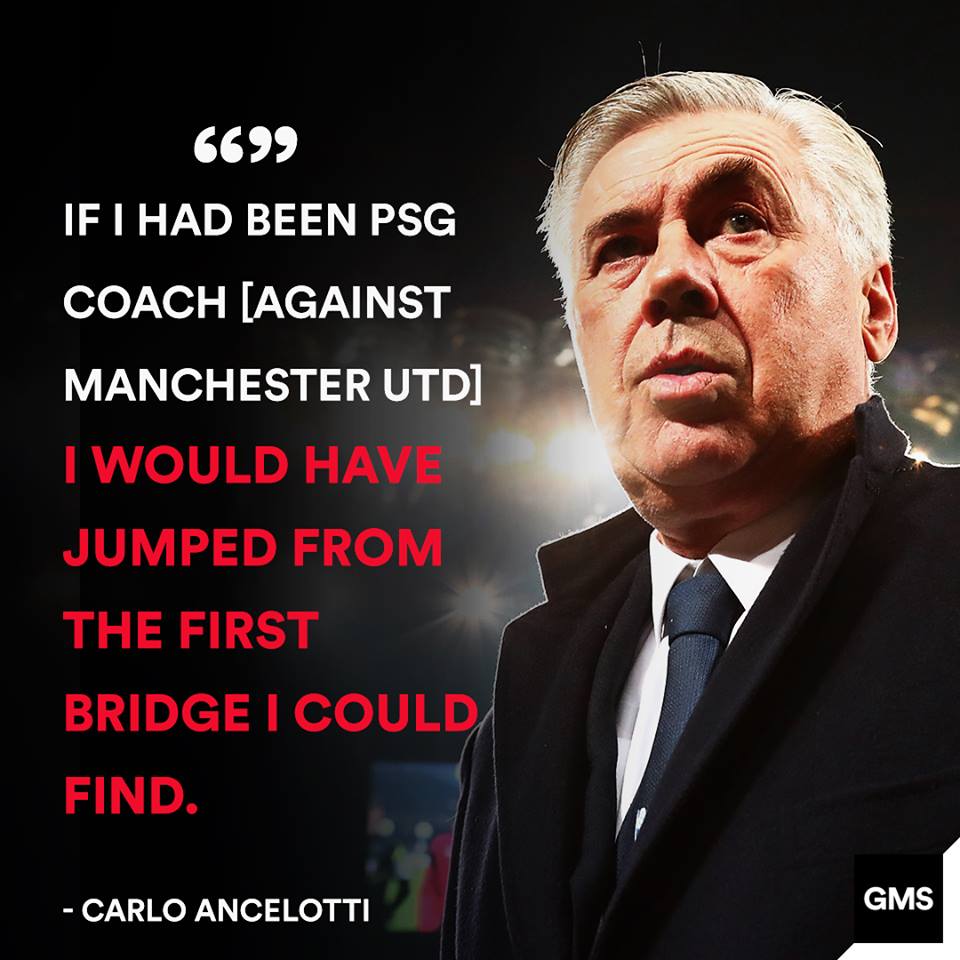 ❝❞
IF I HAD BEEN PSG
COACH [AGAINST
MANCHESTER UTD]
I WOULD HAVE
JUMPED FROM
THE FIRST
BRIDGE I COULD
FIND.
- CARLO ANCELOTTI
GMS